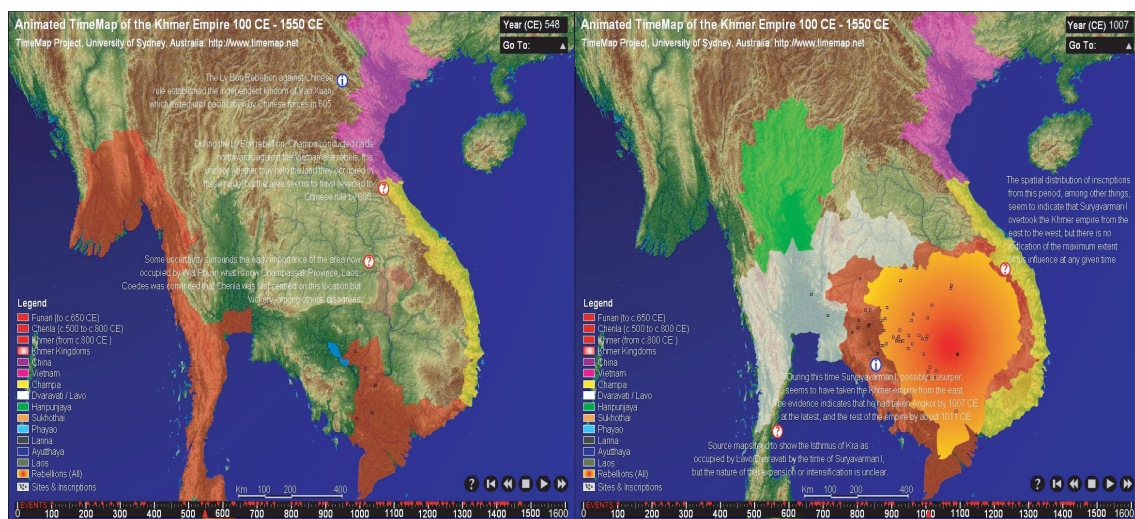 Animated TimeMap of the Khmer Empire 100 CE - 1550 CE
TimeMap Project, University of Sydney, Australia: http://www.timemap.net
Year (CE) 548
Go To:
The Ly Bon Rebellion against Chinese
rule established the independent kingdom of Van Xuan,
which lasted until pacification by Chinese forces in 605.
During the Ly Bon rebellion, Champa conducted raids
northwards against the Vietnamese rebels. It is
unclear whether they held the land they occupied in
these raids, but the area seems to have reverted to
Chinese rule by 605.
Some uncertainty surrounds the early importance of the area now
occupied by Wat Phu in what is now Champassak Province, Laos.
Coedes was convinced that Chenla was first centred on this location but
Vickery, among others, disagrees.
Legend
Funan (to c 650 CE)
Chenla (c.500 to c 800 CE)
Khmer (from c.800 CE )
Khmer Kingdoms
China
Vietnam
Champa
Dvaravati / Lavo
Haripunjaya
Sukhothai
Phayao
Lanna
Ayutthaya
Laos
Rebellions (All)
Sites & Inscriptions
Km 100 200 400
?
EVENTS
0 100 200 300 400 500 600 700 800 900 1000 1100 1200 1300 1400 1500 1600
Animated TimeMap of the Khmer Empire 100 CE - 1550 CE
TimeMap Project, University of Sydney, Australia: http://www.timemap.net
Year (CE) 1007
Go To:
The spatial distribution of inscriptions
from this period, among other things,
seem to indicate that Suryavarman I
overtook the Khmer empire from the
east to the west, but there is no
indication of the maximum extent
of his influence at any given time.
During this time Suryavarman I, possibly a usurper,
seems to have taken the Khmer empire from the east
The evidence indicates that he had taken Angkor by 1007 CE
at the latest, and the rest of the empire by about 1011 CE.
Source maps tend to show the Isthmus of Kra as
occupied by Lavo/Dvaravati by the time of Suryavarman I,
but the nature of that expansion or intensification is unclear.
Legend
Funan (to c 650 CE)
Chenla (c.500 to c 800 CE)
Khmer (from c.800 CE )
Khmer Kingdoms
China
Vietnam
Champa
Dvaravati / Lavo
Haripunjaya
Sukhothai
Phayao
Lanna
Ayutthaya
Laos
Rebellions (All)
Sites & Inscriptions
Km 100 200 400
?
EVENTS
0 100 200 300 400 500 600 700 800 900 1000 1100 1200 1300 1400 1500 1600